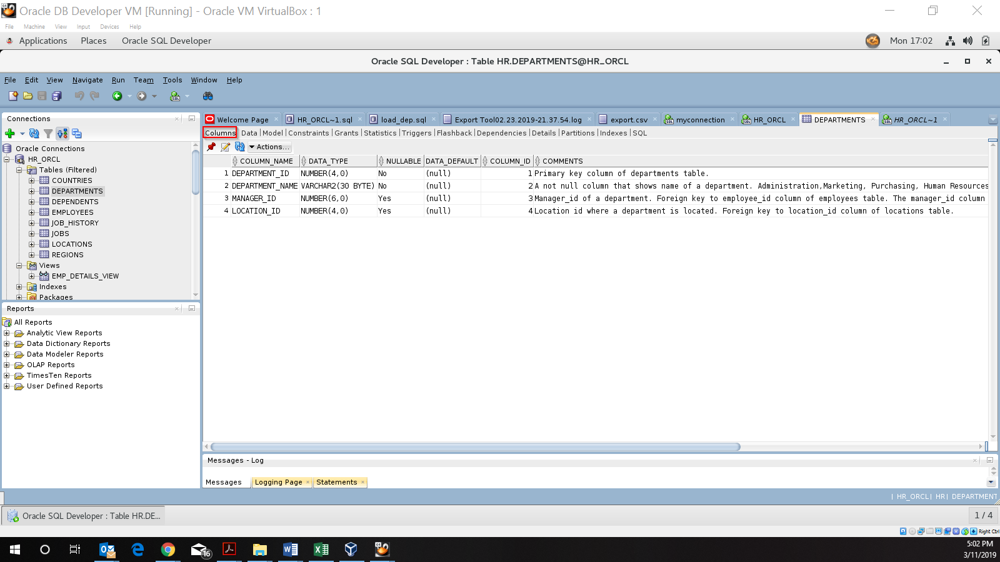 Oracle DB Developer VM [Running] - Oracle VM VirtualBox : 1
File Machine View Input Devices Help
Applications Places Oracle SQL Developer Mon 17:02
Oracle SQL Developer : Table HR.DEPARTMENTS@HR_ORCL
File Edit View Navigate Run Team Tools Window Help
Connections
Oracle Connections
HR_ORCL
Tables (Filtered)
COUNTRIES
DEPARTMENTS
DEPENDENTS
EMPLOYEES
JOB_HISTORY
JOBS
LOCATIONS
REGIONS
Views
EMP_DETAILS_VIEW
Indexes
Packages
Reports
All Reports
Analytic View Reports
Data Dictionary Reports
Data Modeler Reports
OLAP Reports
TimesTen Reports
User Defined Reports
Welcome Page HR_ORCL~1.sql load_dep.sql Export Tool02.23.2019-21.37.54.log export.csv myconnection HR_ORCL DEPARTMENTS HR_ORCL~1
Columns Data Model Constraints Grants Statistics Triggers Flashback Dependencies Details Partitions Indexes SQL
Actions...
COLUMN_NAME DATA_TYPE NULLABLE DATA_DEFAULT COLUMN_ID COMMENTS
1 DEPARTMENT_ID NUMBER(4,0) No (null) 1 Primary key column of departments table.
2 DEPARTMENT_NAME VARCHAR2(30 BYTE) No (null) 2 A not null column that shows name of a department. Administration,Marketing, Purchasing, Human Resources
3 MANAGER_ID NUMBER(6,0) Yes (null) 3 Manager_id of a department. Foreign key to employee_id column of employees table. The manager_id column
4 LOCATION_ID NUMBER(4,0) Yes (null) 4 Location id where a department is located. Foreign key to location_id column of locations table.
Messages - Log
Messages Logging Page Statements
HR_ORCL HR DEPARTMENT
Oracle SQL Developer : Table HR.DE... 1 / 4
Right Ctrl
16
5:02 PM
3/11/2019